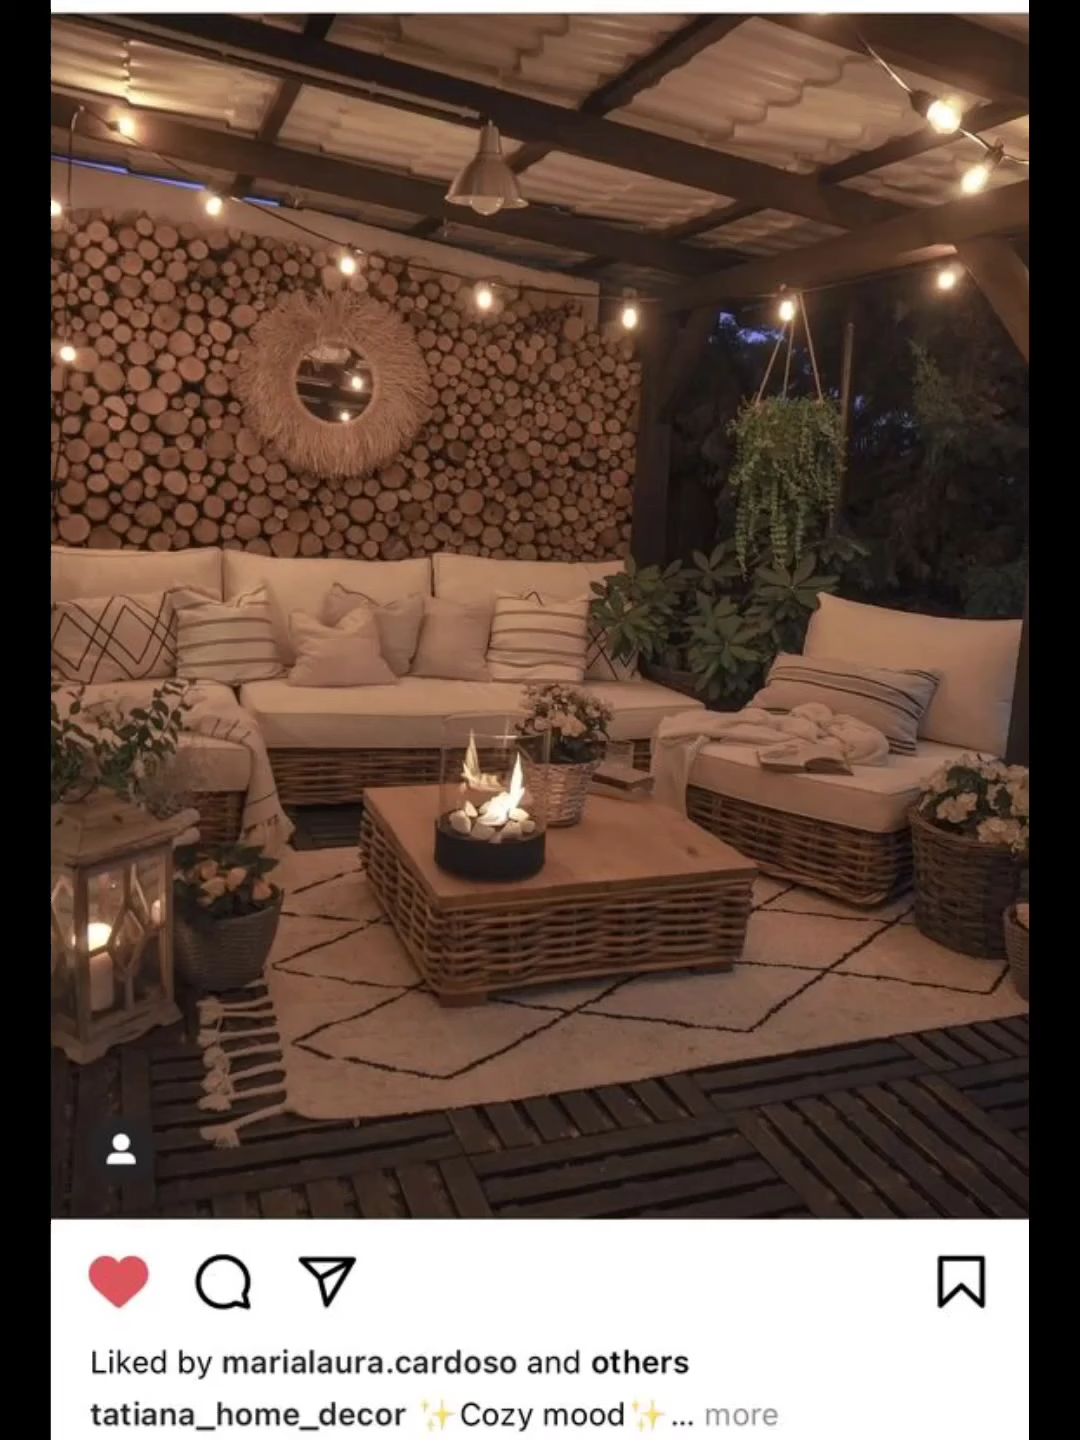 Liked by marialaura.cardoso and others
tatiana_home_decor ✨Cozy mood✨... more